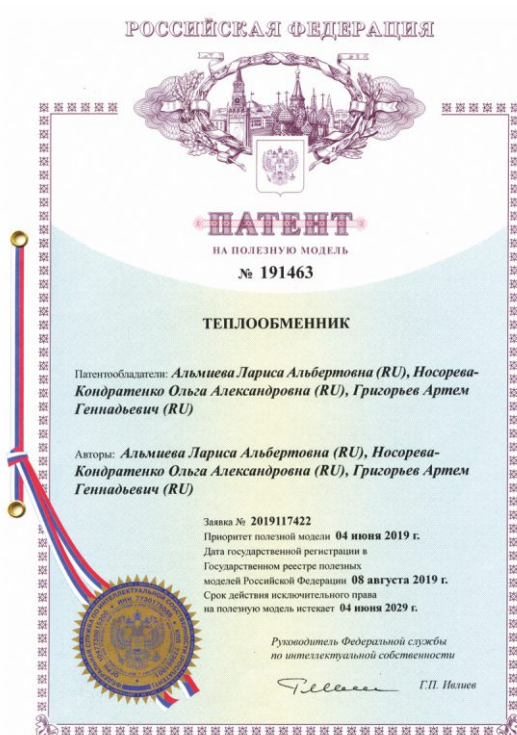 РОССИЙСКАЯ ФЕДЕРАЦИЯ
ПАТЕНТ
НА ПОЛЕЗНУЮ МОДЕЛЬ
№ 191463
ТЕПЛООБМЕННИК
Патентообладатели: Альмиева Лариса Альбертовна (RU), Носорева-
Кондратенко Ольга Александровна (RU), Григорьев Артем
Геннадьевич (RU)
Авторы: Альмиева Лариса Альбертовна (RU), Носорева-
Кондратенко Ольга Александровна (RU), Григорьев Артем
Геннадьевич (RU)
Заявка № 2019117422
Приоритет полезной модели 04 июня 2019 г.
Дата государственной регистрации в
Государственном реестре полезных
моделей Российской Федерации 08 августа 2019 г.
Срок действия исключительного права
на полезную модель истекает 04 июня 2029 г.
Руководитель Федеральной службы
по интеллектуальной собственности
Г.П. Ивлиев